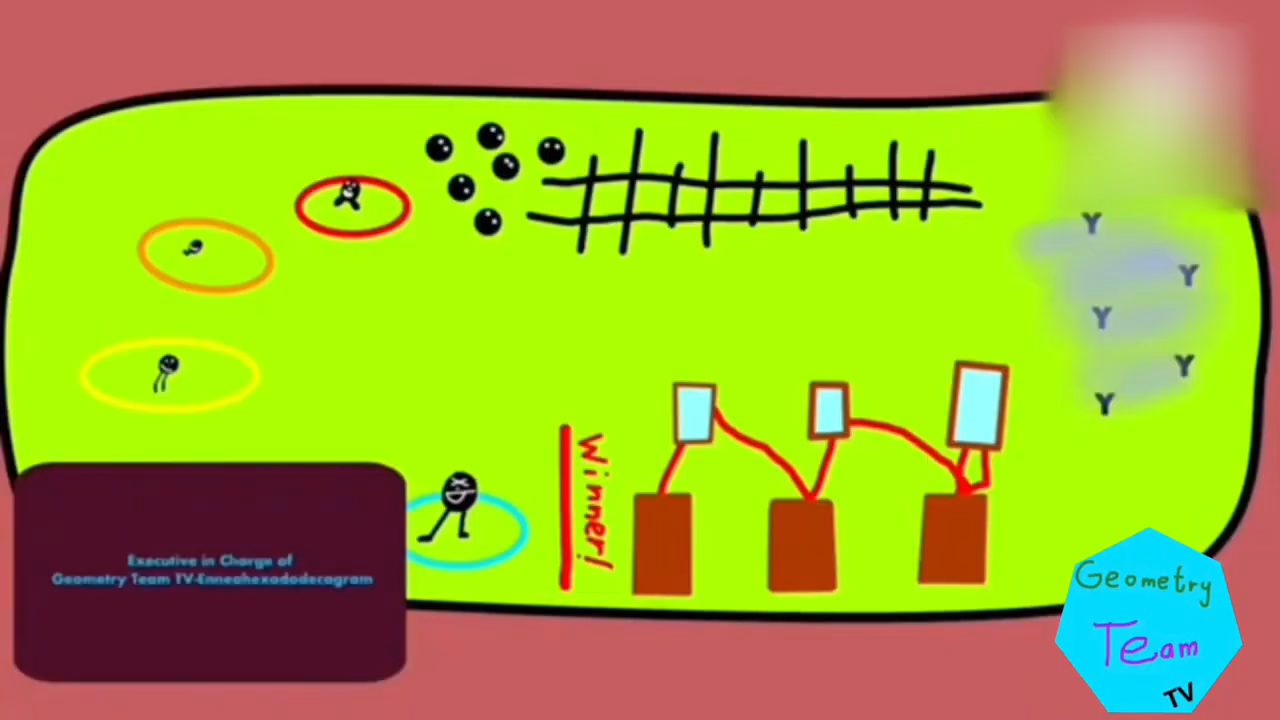 Y
Y
Y
Y
Y
Winner!
Executive in Charge of
Geometry Team TV-Enneahexadodecagram
Geometry
Team
TV